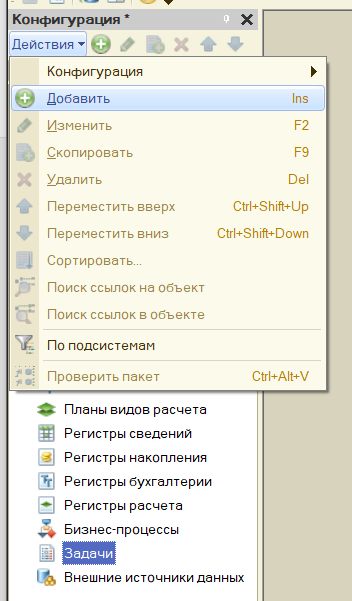 Конфигурация *
Действия
Конфигурация
Добавить Ins
Изменить F2
Скопировать F9
Удалить Del
Переместить вверх Ctrl+Shift+Up
Переместить вниз Ctrl+Shift+Down
Сортировать...
Поиск ссылок на объект
Поиск ссылок в объекте
По подсистемам
Проверить пакет Ctrl+Alt+V
Планы видов расчета
Регистры сведений
Регистры накопления
Регистры бухгалтерии
Регистры расчета
Бизнес-процессы
Задачи
Внешние источники данных